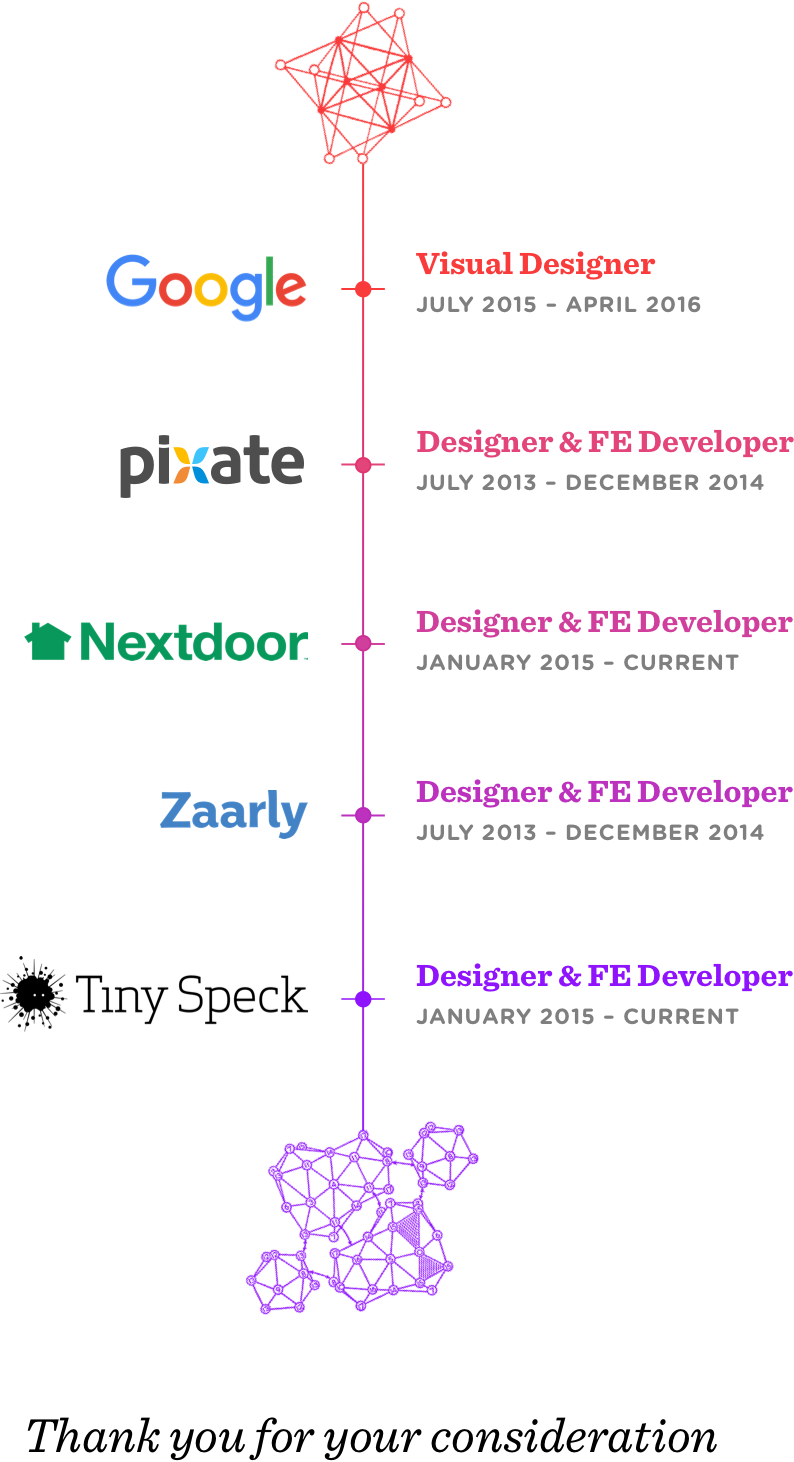 Google
Visual Designer
JULY 2015 – APRIL 2016
pixate
Designer & FE Developer
JULY 2013 – DECEMBER 2014
Nextdoor
Designer & FE Developer
JANUARY 2015 – CURRENT
Zaarly
Designer & FE Developer
JULY 2013 – DECEMBER 2014
Tiny Speck
Designer & FE Developer
JANUARY 2015 – CURRENT
Thank you for your consideration